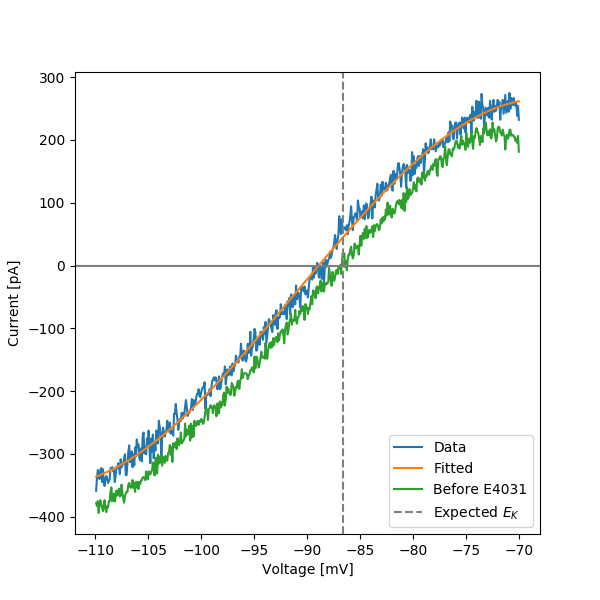 300
200
100
0
−100
−200
−300
−400
Current [pA]
Data
Fitted
Before E4031
Expected E_K
−110 −105 −100 −95 −90 −85 −80 −75 −70
Voltage [mV]